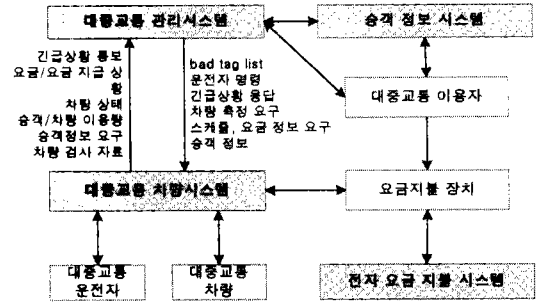 대중교통 관리시스템
승객 정보 시스템
긴급상황 통보
요금/요금 지급 상
황
차량 상태
승객/차량 이용량
승객정보 요구
차량 검사 자료
bad tag list
운전자 명령
긴급상황 응답
차량 측정 요구
스케줄, 요금 정보 요구
승객 정보
대중교통 이용자
대중교통 차량시스템
요금지불 장치
대중교통
운전자
대중교통
차량
전자 요금 지불 시스템